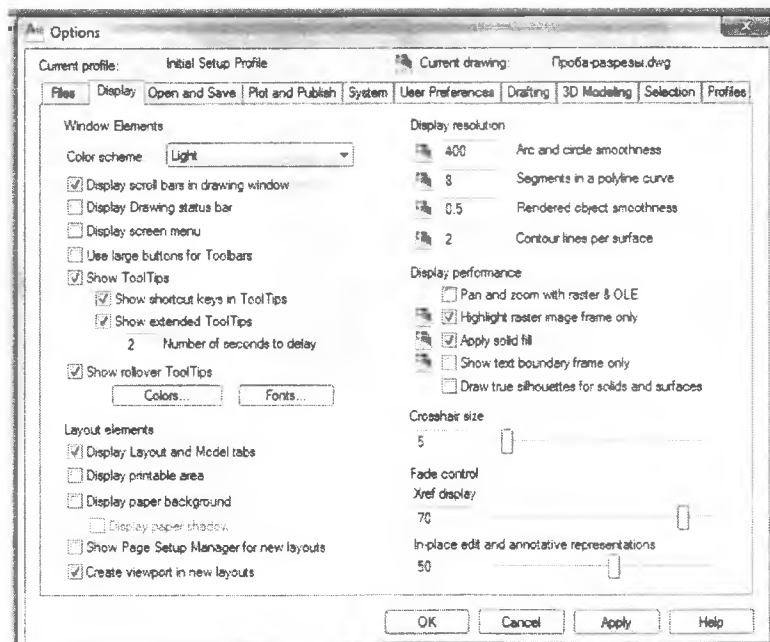 Options
Current profile: Initial Setup Profile Current drawing: Проба-разрезы.dwg
Files Display Open and Save Plot and Publish System User Preferences Drafting 3D Modeling Selection Profiles
Window Elements
Color scheme: Light
Display scroll bars in drawing window
Display Drawing status bar
Display screen menu
Use large buttons for Toolbars
Show ToolTips
Show shortcut keys in ToolTips
Show extended ToolTips
2 Number of seconds to delay
Show rollover ToolTips
Colors... Fonts...
Layout elements
Display Layout and Model tabs
Display printable area
Display paper background
Display paper shadow
Show Page Setup Manager for new layouts
Create viewport in new layouts
Display resolution
400 Arc and circle smoothness
8 Segments in a polyline curve
0.5 Rendered object smoothness
2 Contour lines per surface
Display performance
Pan and zoom with raster & OLE
Highlight raster image frame only
Apply solid fill
Show text boundary frame only
Draw true silhouettes for solids and surfaces
Crosshair size
5
Fade control
Xref display
70
In-place edit and annotative representations
50
OK Cancel Apply Help